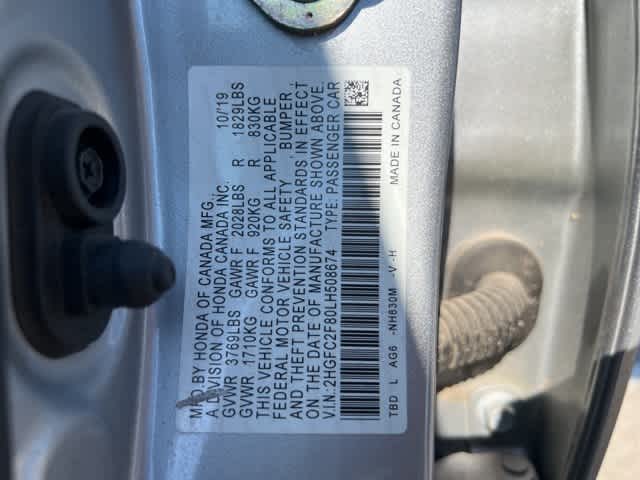 MFD.BY HONDA OF CANADA MFG. 10/19
A DIVISION OF HONDA CANADA INC.
GVWR 3769LBS GAWR F 2028LBS R 1829LBS
GVWR 1710KG GAWR F 920KG R 830KG
THIS VEHICLE CONFORMS TO ALL APPLICABLE
FEDERAL MOTOR VEHICLE SAFETY BUMPER,
AND THEFT PREVENTION STANDARDS IN EFFECT
ON THE DATE OF MANUFACTURE SHOWN ABOVE.
V.I.N.:2HGFC2F80LH508674 TYPE: PASSENGER CAR
TBD L AG6 -NH830M -V-H MADE IN CANADA